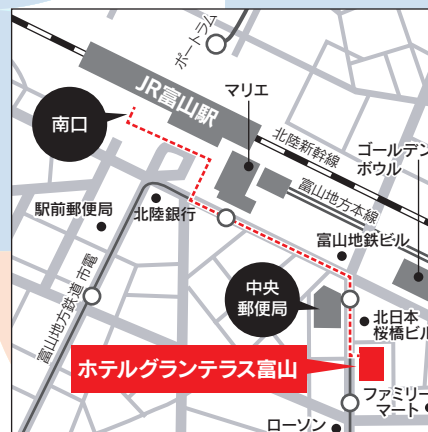 ポートラム
JR富山駅
マリエ
南口
北陸新幹線
ゴールデン
ボウル
富山地方本線
駅前郵便局
北陸銀行
富山地鉄ビル
中央
郵便局
富山地方鉄道 市電
北日本
桜橋ビル
ホテルグランテラス富山
ファミリー
マート
ローソン